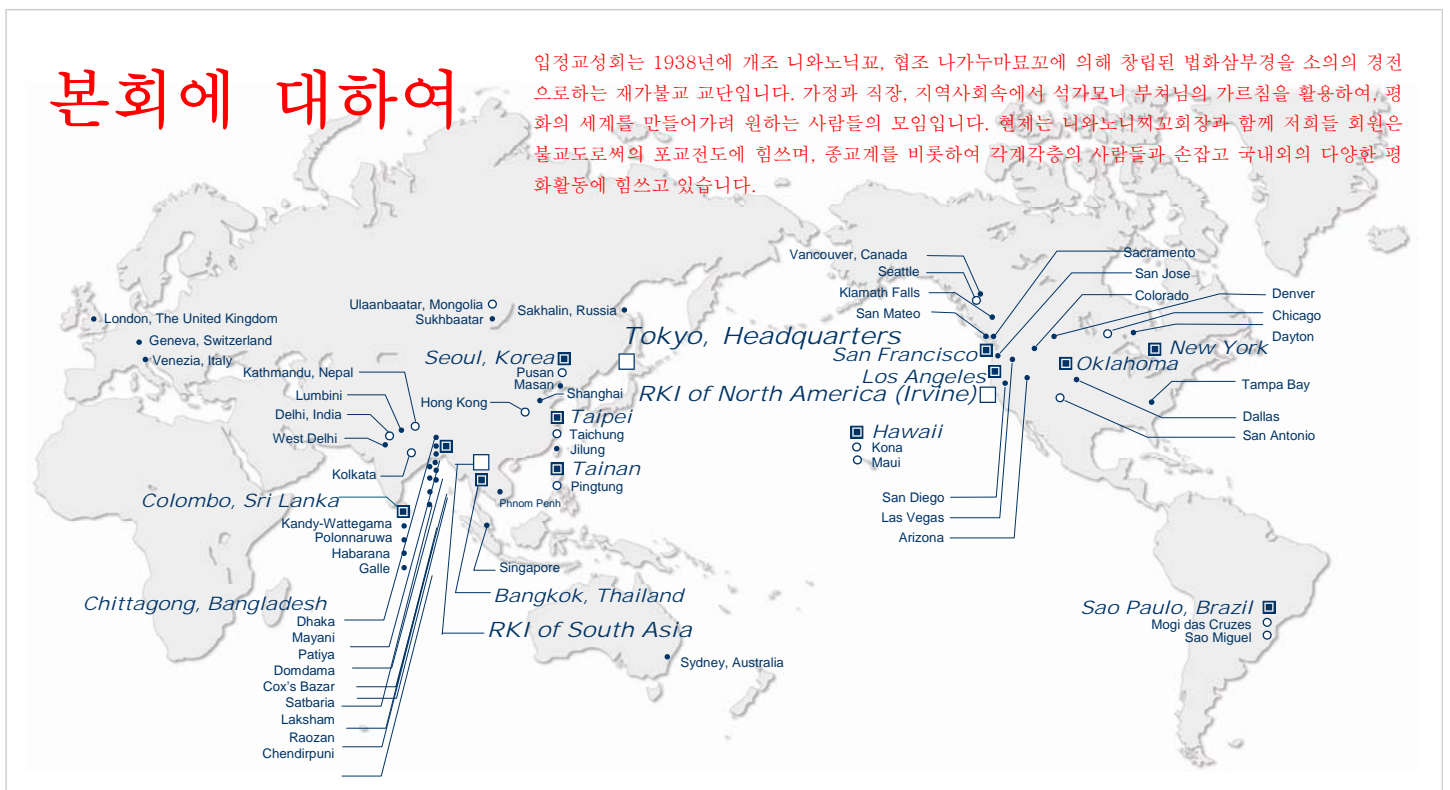 본회에 대하여
입정교성회는 1938년에 개조 니와노닉꾜, 협조 나가누마묘꼬에 의해 창립된 법화삼부경을 소의의 경전
으로하는 재가불교 교단입니다. 가정과 직장, 지역사회속에서 석가모니 부쳐님의 가르침을 활용하여, 평
화의 세계를 만들어가려 원하는 사람들의 모임입니다. 현제는 니와노니찌꼬회장과 함께 저희들 회원은
불교도로써의 포교전도에 힘쓰며, 종교계를 비롯하여 각계각층의 사람들과 손잡고 국내외의 다양한 평
화활동에 힘쓰고 있습니다.
London, The United Kingdom
Geneva, Switzerland
Venezia, Italy
Ulaanbaatar, Mongolia
Sukhbaatar
Sakhalin, Russia
Tokyo, Headquarters
Seoul, Korea
Pusan
Masan
Shanghai
Kathmandu, Nepal
Lumbini
Delhi, India
West Delhi
Hong Kong
Kolkata
Taipei
Taichung
Jilung
Tainan
Pingtung
Phnom Penh
Colombo, Sri Lanka
Kandy-Wattegama
Polonnaruwa
Habarana
Galle
Singapore
Bangkok, Thailand
RKI of South Asia
Chittagong, Bangladesh
Dhaka
Mayani
Patiya
Domdama
Cox's Bazar
Satbaria
Laksham
Raozan
Chendirpuni
Sydney, Australia
Vancouver, Canada
Seattle
Klamath Falls
San Mateo
San Francisco
Los Angeles
RKI of North America (Irvine)
Hawaii
Kona
Maui
San Diego
Las Vegas
Arizona
Sacramento
San Jose
Colorado
Denver
Chicago
Dayton
New York
Oklahoma
Tampa Bay
Dallas
San Antonio
Sao Paulo, Brazil
Mogi das Cruzes
Sao Miguel